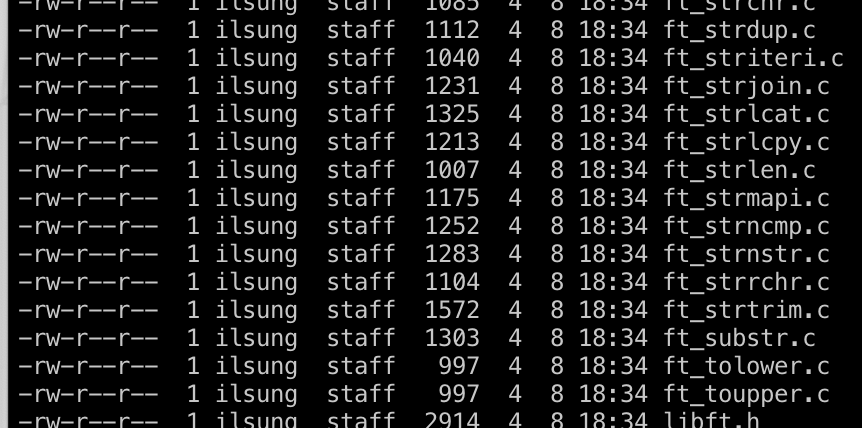 -rw-r--r--  1 ilsung  staff  1085  4  8 18:34 ft_strchr.c
-rw-r--r--  1 ilsung  staff  1112  4  8 18:34 ft_strdup.c
-rw-r--r--  1 ilsung  staff  1040  4  8 18:34 ft_striteri.c
-rw-r--r--  1 ilsung  staff  1231  4  8 18:34 ft_strjoin.c
-rw-r--r--  1 ilsung  staff  1325  4  8 18:34 ft_strlcat.c
-rw-r--r--  1 ilsung  staff  1213  4  8 18:34 ft_strlcpy.c
-rw-r--r--  1 ilsung  staff  1007  4  8 18:34 ft_strlen.c
-rw-r--r--  1 ilsung  staff  1175  4  8 18:34 ft_strmapi.c
-rw-r--r--  1 ilsung  staff  1252  4  8 18:34 ft_strncmp.c
-rw-r--r--  1 ilsung  staff  1283  4  8 18:34 ft_strnstr.c
-rw-r--r--  1 ilsung  staff  1104  4  8 18:34 ft_strrchr.c
-rw-r--r--  1 ilsung  staff  1572  4  8 18:34 ft_strtrim.c
-rw-r--r--  1 ilsung  staff  1303  4  8 18:34 ft_substr.c
-rw-r--r--  1 ilsung  staff   997  4  8 18:34 ft_tolower.c
-rw-r--r--  1 ilsung  staff   997  4  8 18:34 ft_toupper.c
-rw-r--r--  1 ilsung  staff  2914  4  8 18:34 libft.h